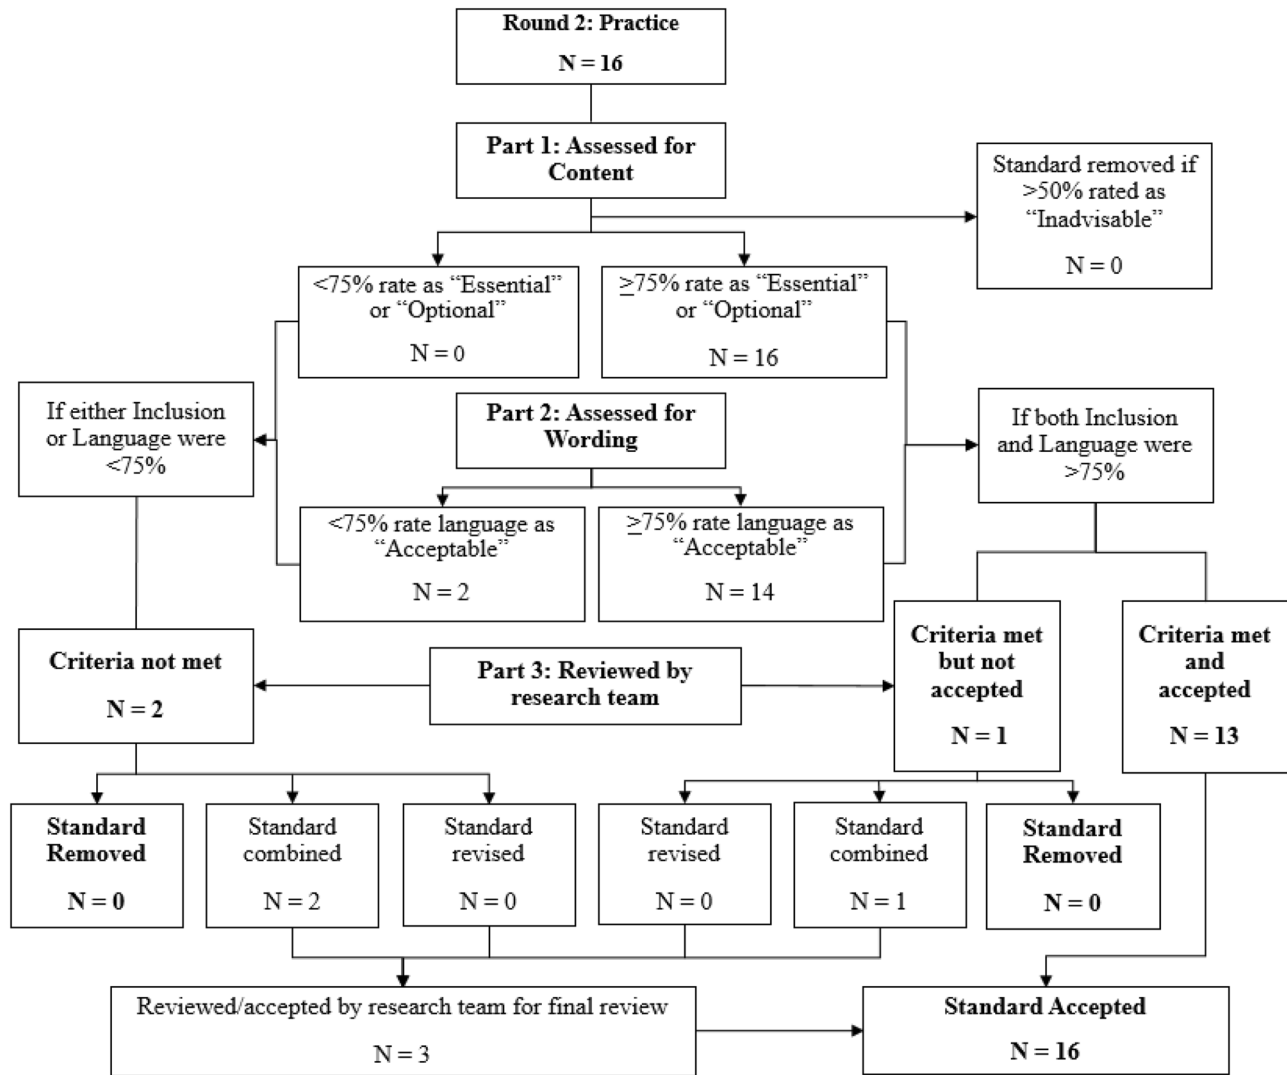 Round 2: Practice
N = 16
Part 1: Assessed for
Content
Standard removed if
>50% rated as
“Inadvisable”
N = 0
<75% rate as “Essential”
or “Optional”
N = 0
≥75% rate as “Essential”
or “Optional”
N = 16
If either Inclusion
or Language were
<75%
Part 2: Assessed for
Wording
If both Inclusion
and Language were
>75%
<75% rate language as
“Acceptable”
N = 2
≥75% rate language as
“Acceptable”
N = 14
Criteria not met
N = 2
Part 3: Reviewed by
research team
Criteria met
but not
accepted
N = 1
Criteria met
and
accepted
N = 13
Standard
Removed
N = 0
Standard
combined
N = 2
Standard
revised
N = 0
Standard
revised
N = 0
Standard
combined
N = 1
Standard
Removed
N = 0
Reviewed/accepted by research team for final review
N = 3
Standard Accepted
N = 16